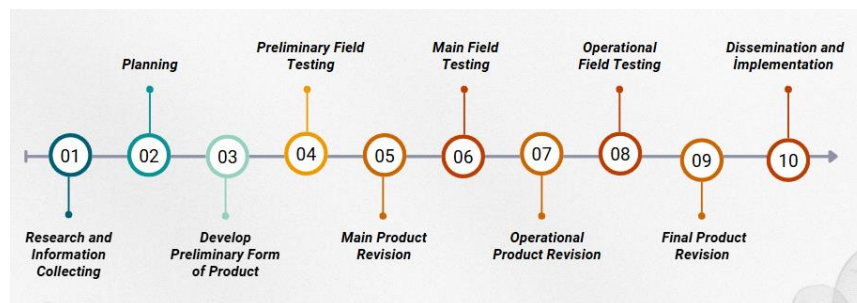 Preliminary Field
Testing
Main Field
Testing
Operational
Field Testing
Dissemination and
İmplementation
Planning
01
02
03
04
05
06
07
08
09
10
Research and
Information
Collecting
Develop
Preliminary Form
of Product
Main Product
Revision
Operational
Product Revision
Final Product
Revision